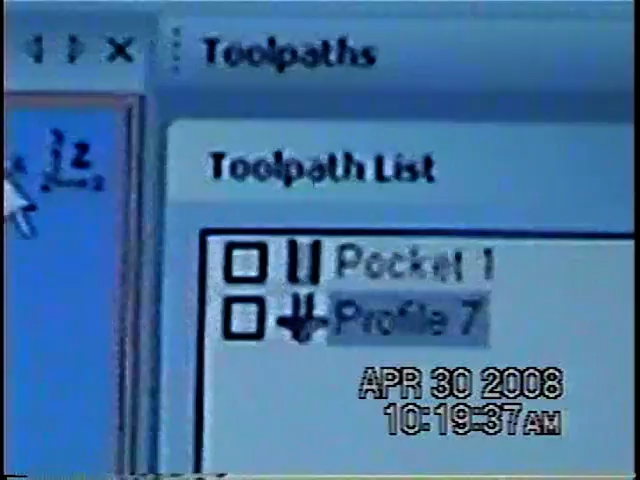 Toolpaths
Z
Toolpath List
Pocket 1
Profile 7
APR 30 2008
10:19:37AM